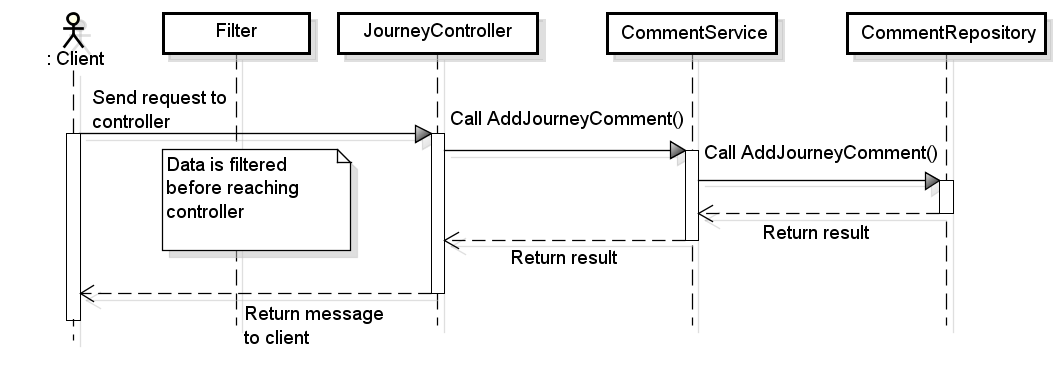 Filter
JourneyController
CommentService
CommentRepository
: Client
Send request to
controller
Call AddJourneyComment()
Call AddJourneyComment()
Data is filtered
before reaching
controller
Return result
Return result
Return message
to client